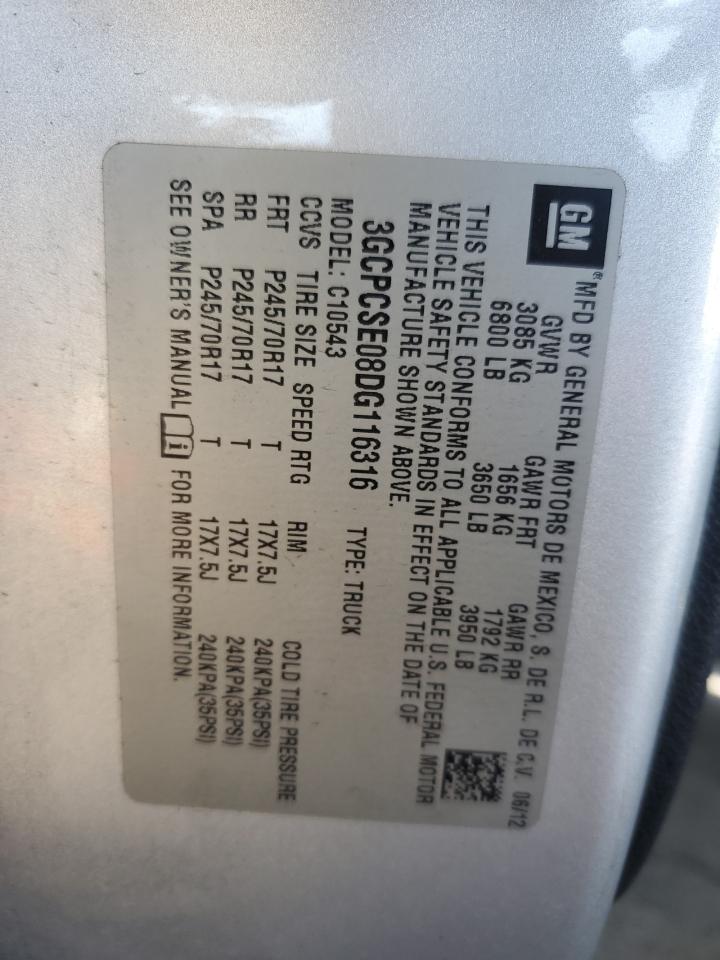 GM ® MFD BY GENERAL MOTORS DE MEXICO, S. DE R.L. DE C.V. 06/12
GVWR GAWR FRT GAWR RR
3085 KG 1656 KG 1792 KG
6800 LB 3650 LB 3950 LB
THIS VEHICLE CONFORMS TO ALL APPLICABLE U.S. FEDERAL MOTOR
VEHICLE SAFETY STANDARDS IN EFFECT ON THE DATE OF
MANUFACTURE SHOWN ABOVE.
3GCPCSE08DG116316 TYPE: TRUCK
MODEL: C10543
CCVS TIRE SIZE SPEED RTG RIM COLD TIRE PRESSURE
FRT P245/70R17 T 17X7.5J 240KPA(35PSI)
RR P245/70R17 T 17X7.5J 240KPA(35PSI)
SPA P245/70R17 T 17X7.5J 240KPA(35PSI)
SEE OWNER'S MANUAL i FOR MORE INFORMATION.